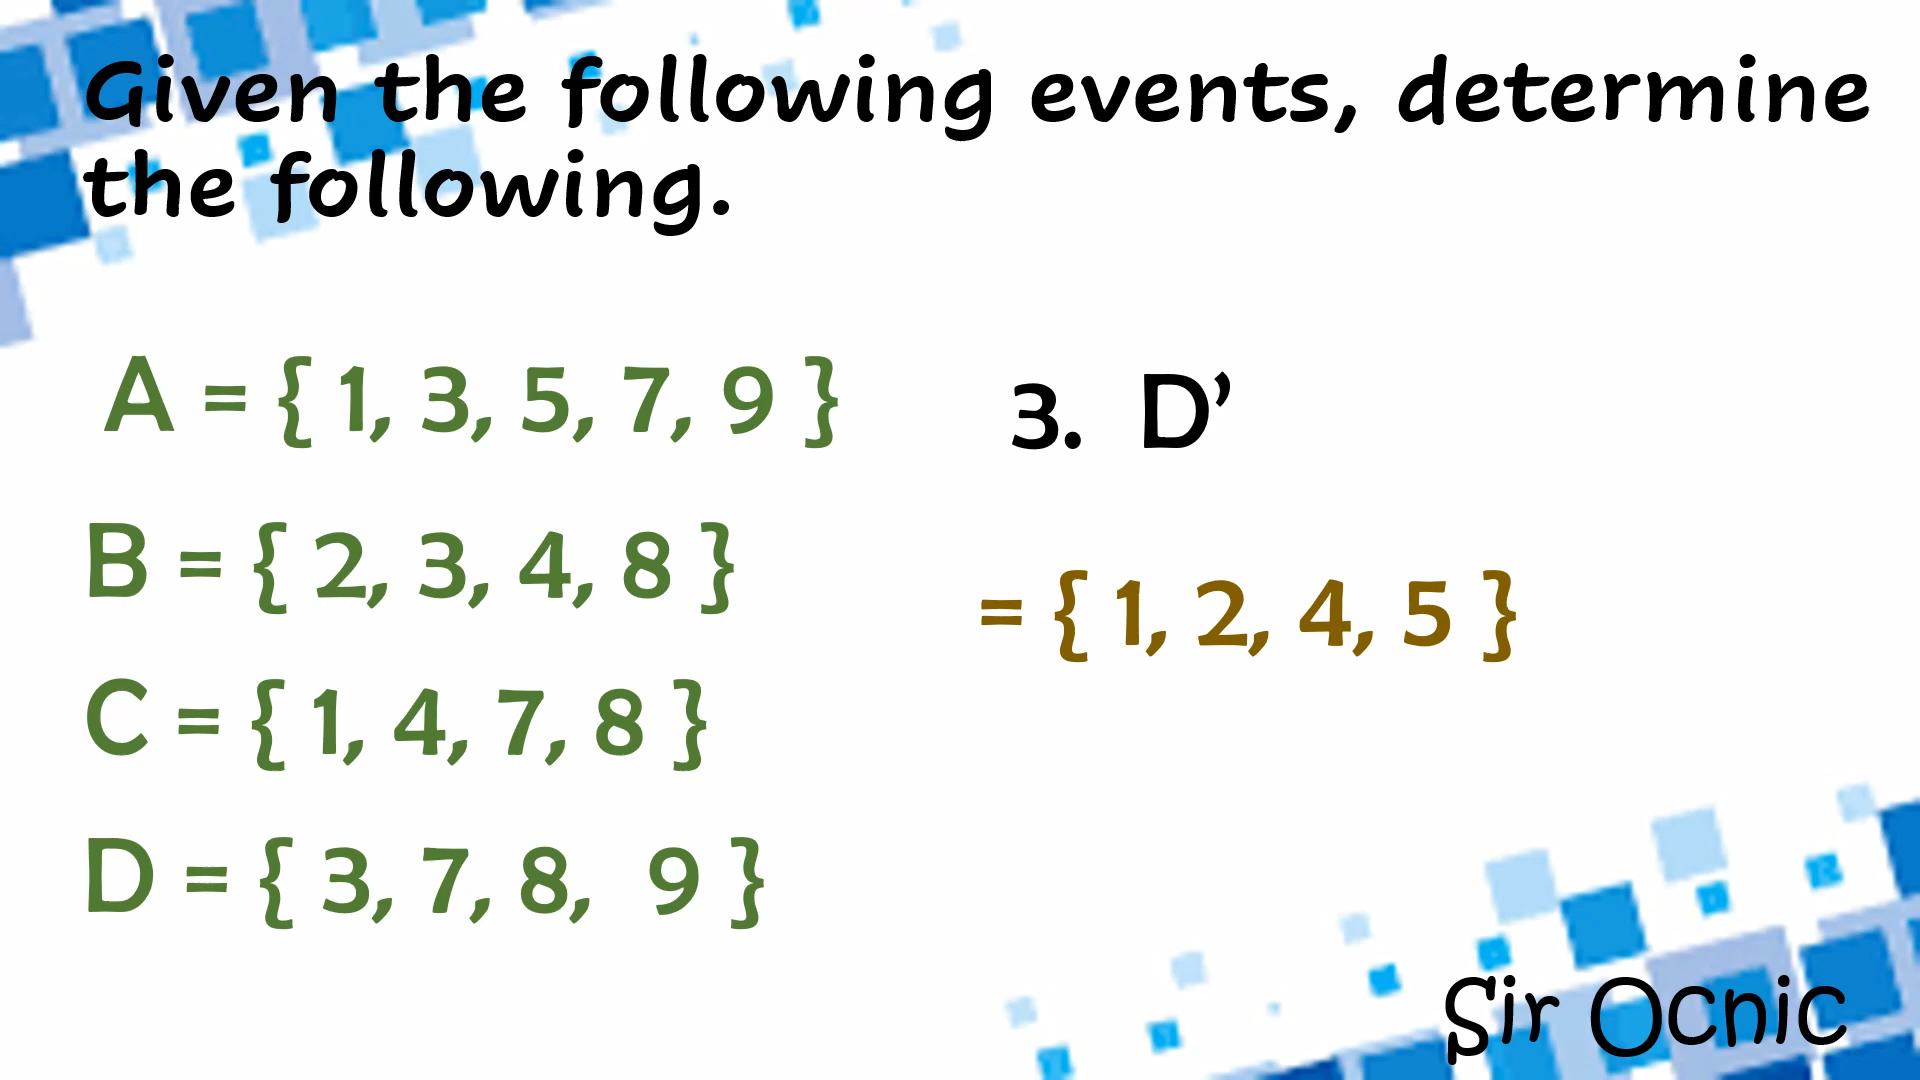 Given the following events, determine
the following.
A = { 1, 3, 5, 7, 9 }
B = { 2, 3, 4, 8 }
C = { 1, 4, 7, 8 }
D = { 3, 7, 8, 9 }
3. D’
= { 1, 2, 4, 5 }
Sir Ocnic